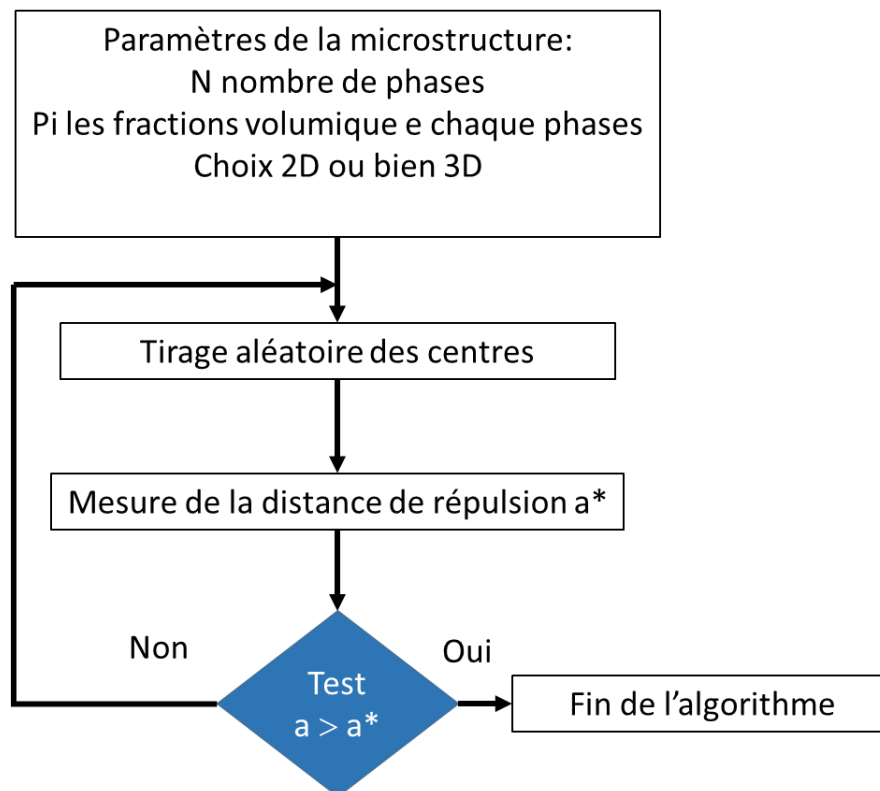 Paramètres de la microstructure:
N nombre de phases
Pi les fractions volumique e chaque phases
Choix 2D ou bien 3D
Tirage aléatoire des centres
Mesure de la distance de répulsion a*
Non
Oui
Test
a > a*
Fin de l’algorithme